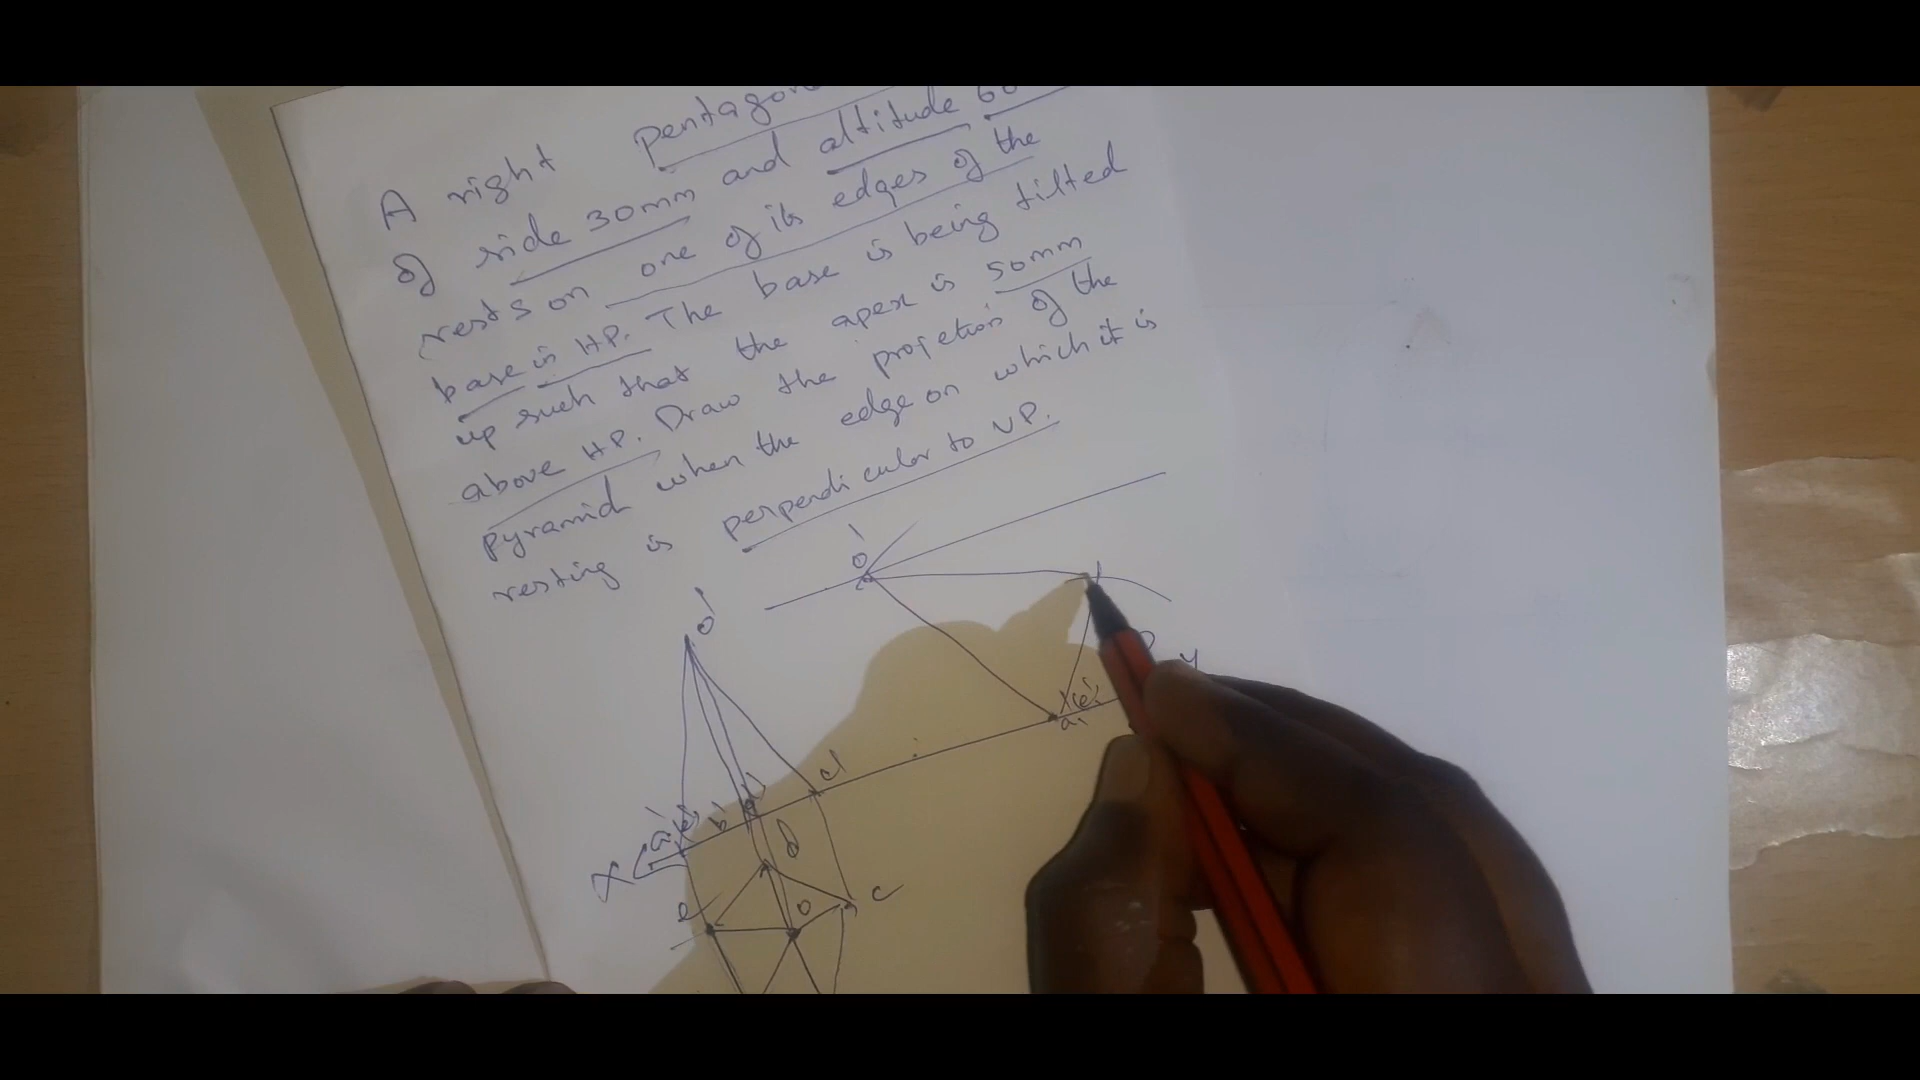 A right pentagon
of side 30mm and altitude 60
rests on one of its edges of the
base in HP. The base is being tilted
up such that the apex is 50mm
above HP. Draw the projetion of the
pyramid when the edge on which it is
resting is perpendicular to VP.
o'
o'
Y
a' (e')
a' (e') b' d' c'
X
d
e o c